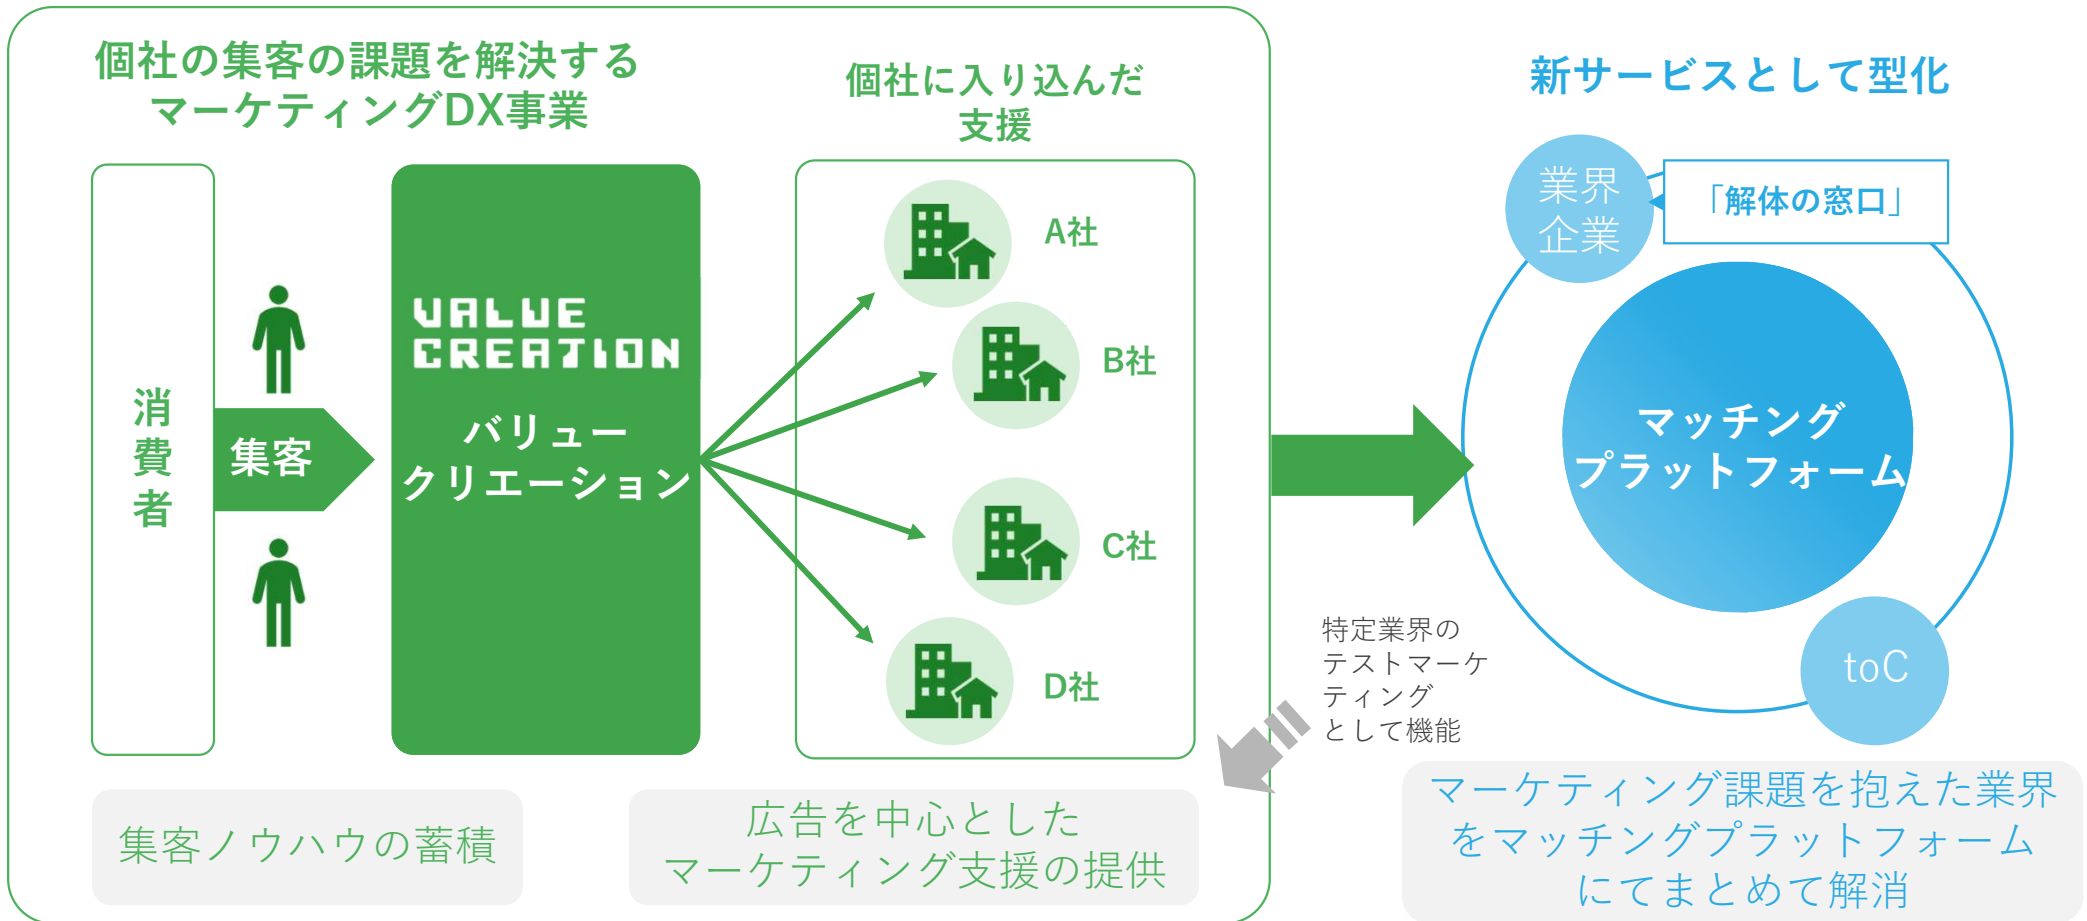 個社の集客の課題を解決する
マーケティングDX事業
個社に入り込んだ
支援
新サービスとして型化
消費者
集客
VALUE
CREATION
バリュー
クリエーション
A社
B社
C社
D社
業界
企業
「解体の窓口」
マッチング
プラットフォーム
toC
特定業界の
テストマーケ
ティング
として機能
集客ノウハウの蓄積
広告を中心とした
マーケティング支援の提供
マーケティング課題を抱えた業界
をマッチングプラットフォーム
にてまとめて解消